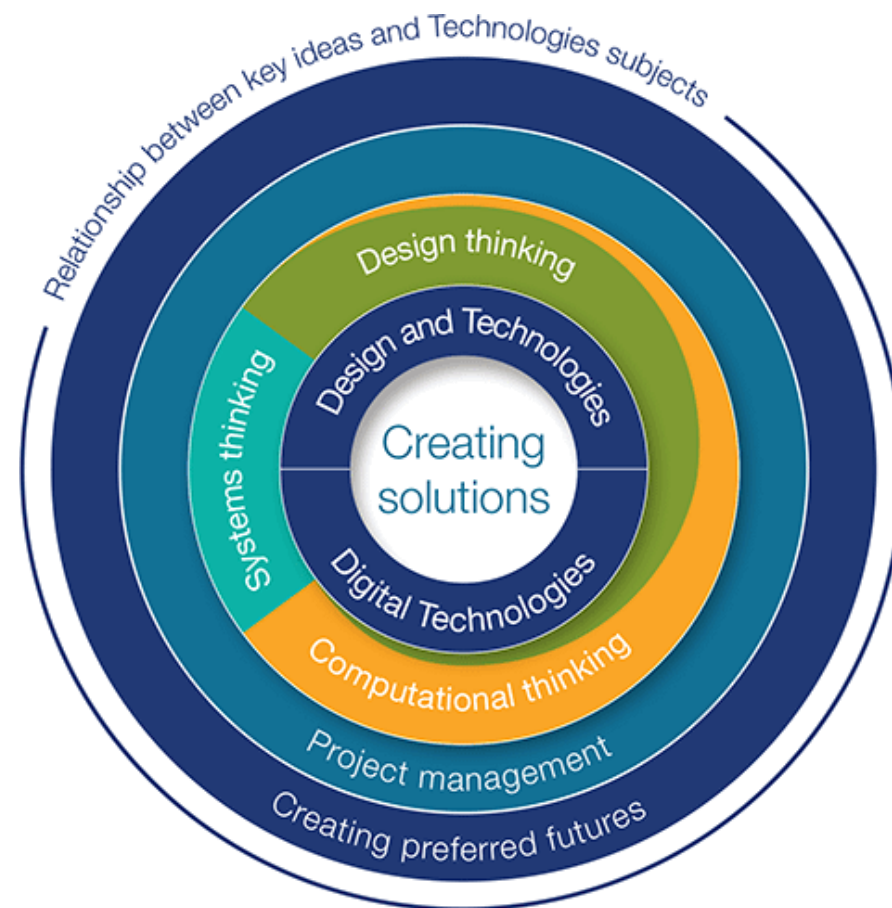 Relationship between key ideas and Technologies subjects
Design thinking
Design and Technologies
Systems thinking
Creating
solutions
Digital Technologies
Computational thinking
Project management
Creating preferred futures